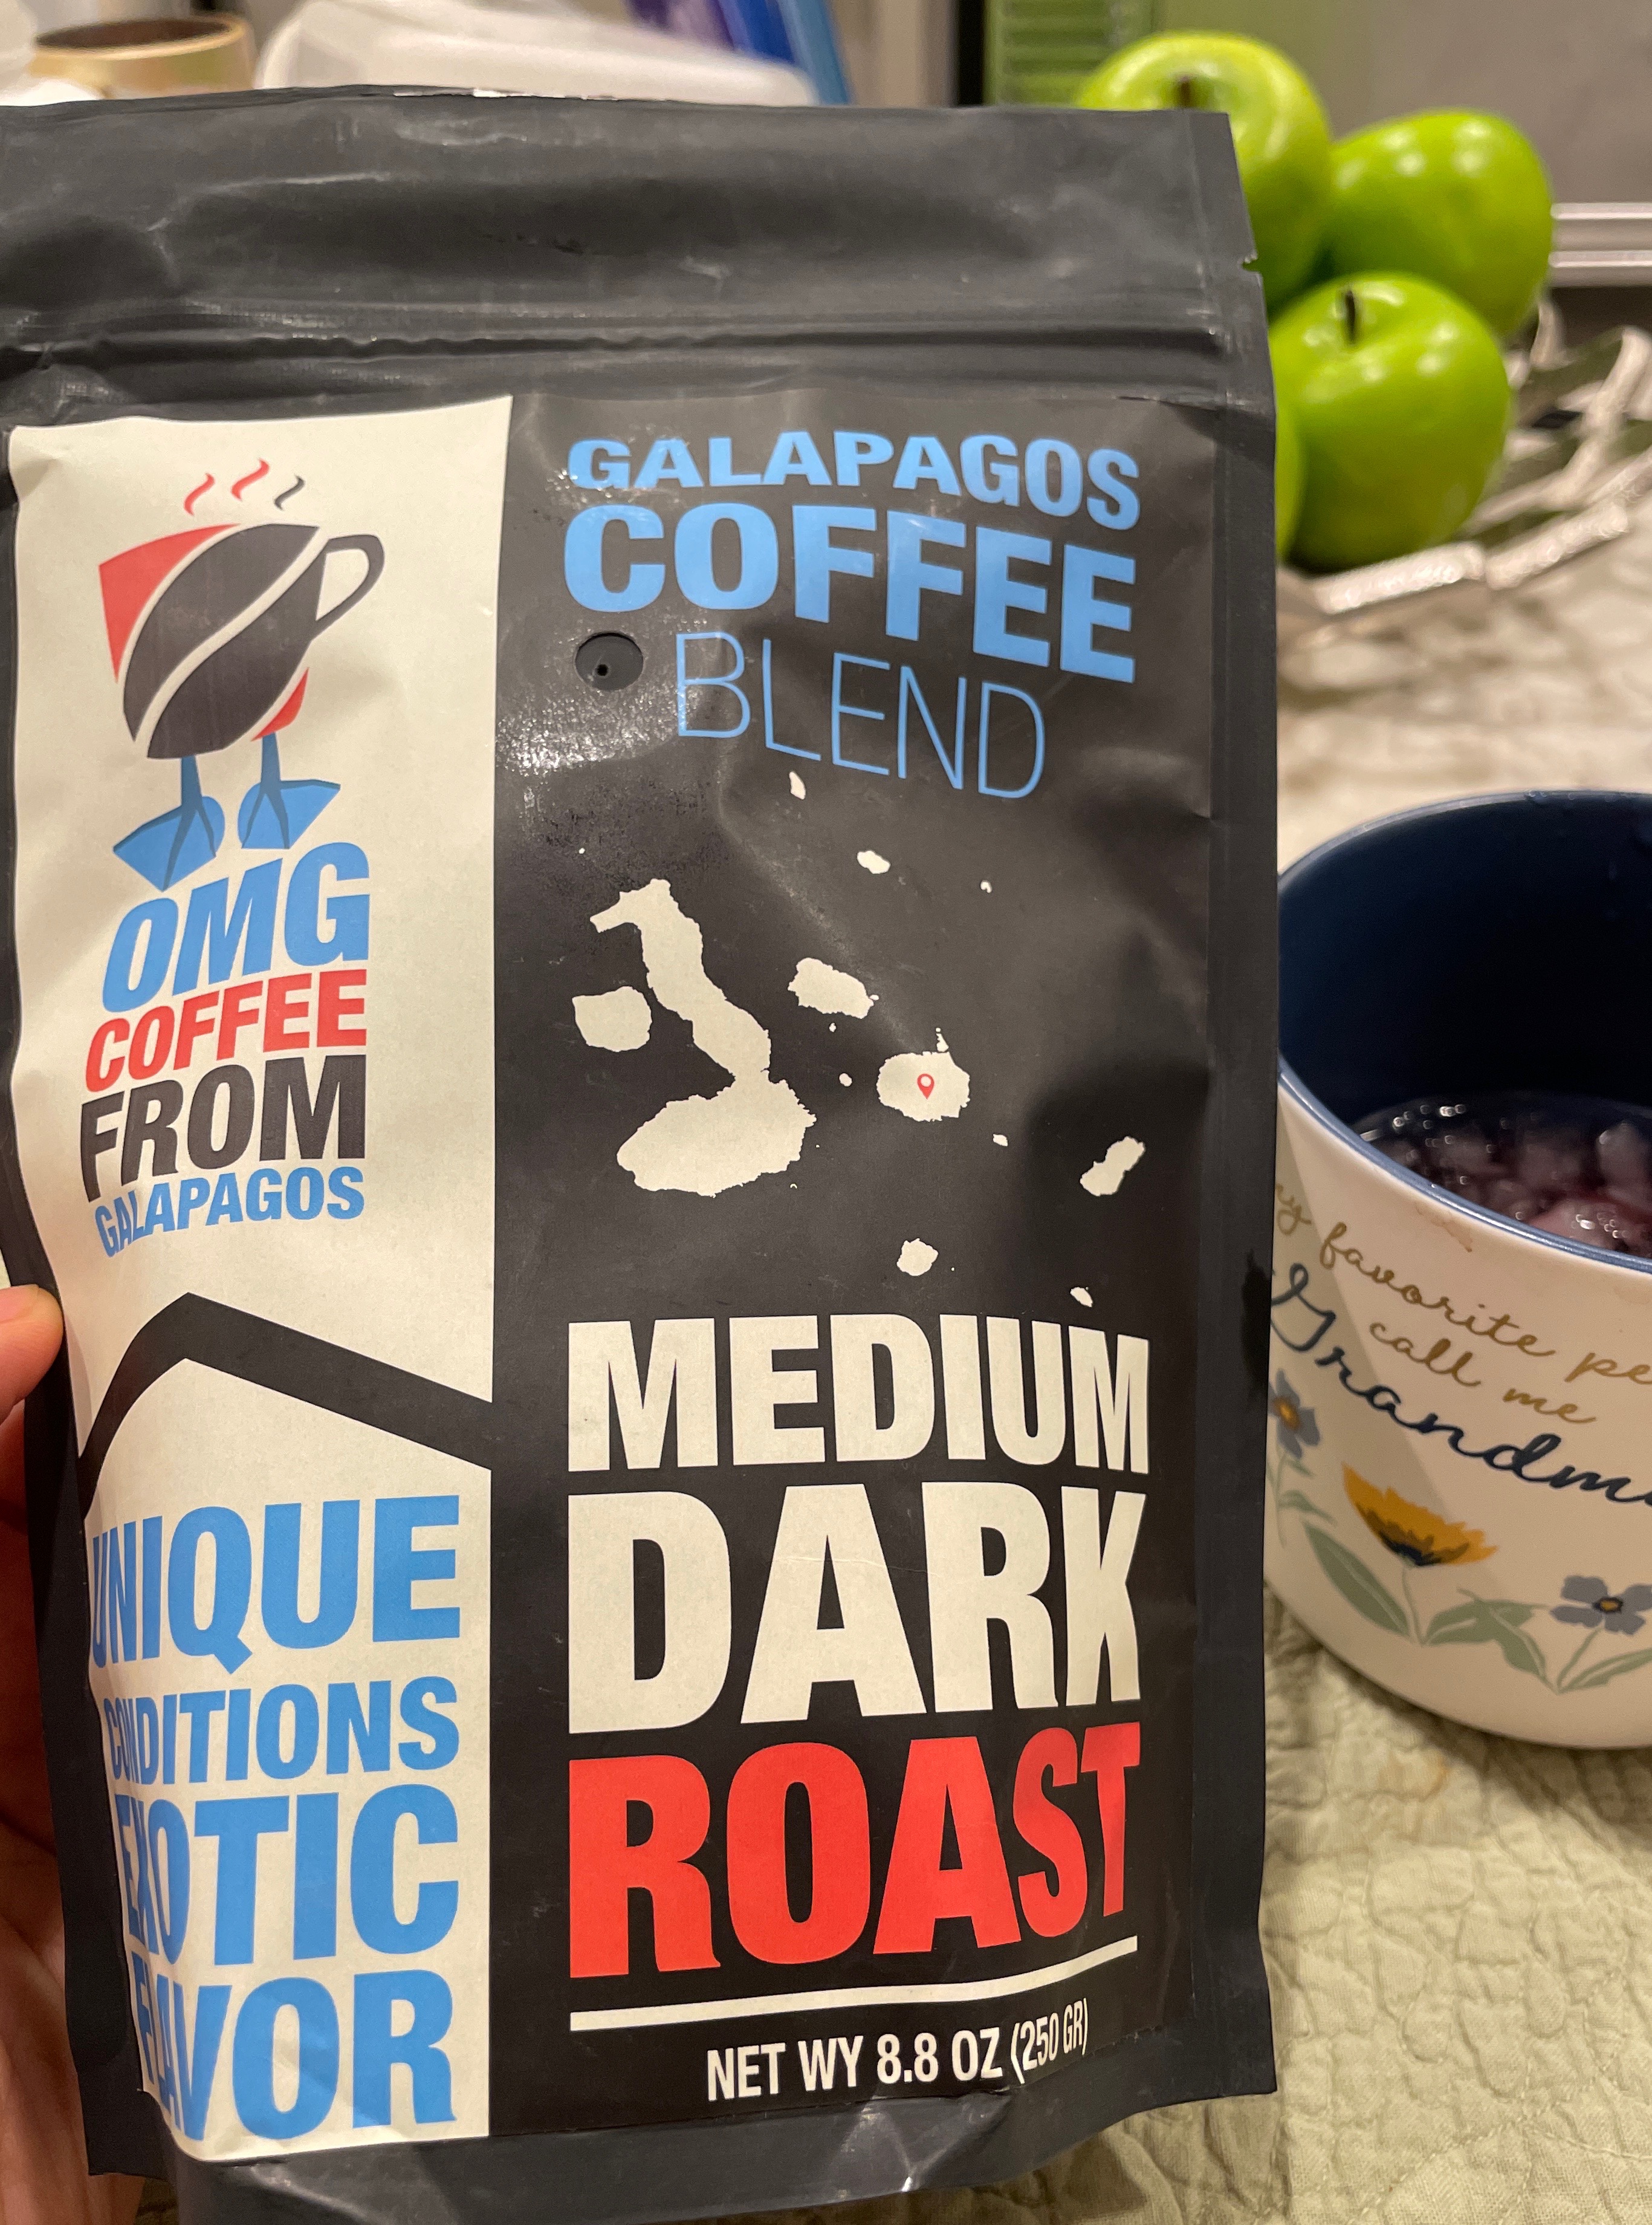 OMG
COFFEE
FROM
GALAPAGOS
UNIQUE
CONDITIONS
EXOTIC
FLAVOR
GALAPAGOS
COFFEE
BLEND
MEDIUM
DARK
ROAST
NET WY 8.8 OZ (250 GR)
favorite
call me